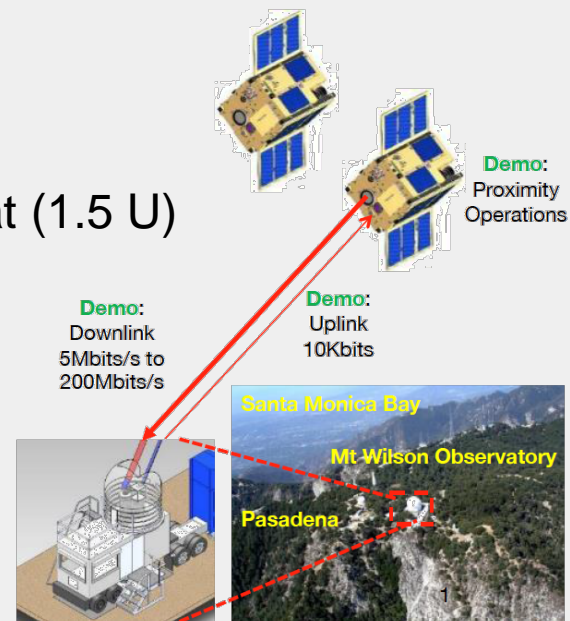 Demo:
Proximity
Operations
(1.5 U)
Demo:
Downlink
5Mbits/s to
200Mbits/s
Demo:
Uplink
10Kbits
Santa Monica Bay
Mt Wilson Observatory
Pasadena
1